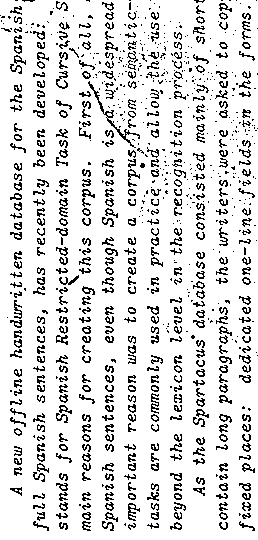 A new offline handwritten database for the Spanish
full Spanish sentences, has recently been developed:
stands for Spanish Restricted-domain Task of Cursive S
main reasons for creating this corpus. First of all,
Spanish sentences, even though Spanish is a widespread
important reason was to create a corpus from semantic-
tasks are commonly used in practice and allow the use
beyond the lexicon level in the recognition process.
As the Spartacus database consisted mainly of short
contain long paragraphs, the writers were asked to cop
fixed places: dedicated one-line fields in the forms.